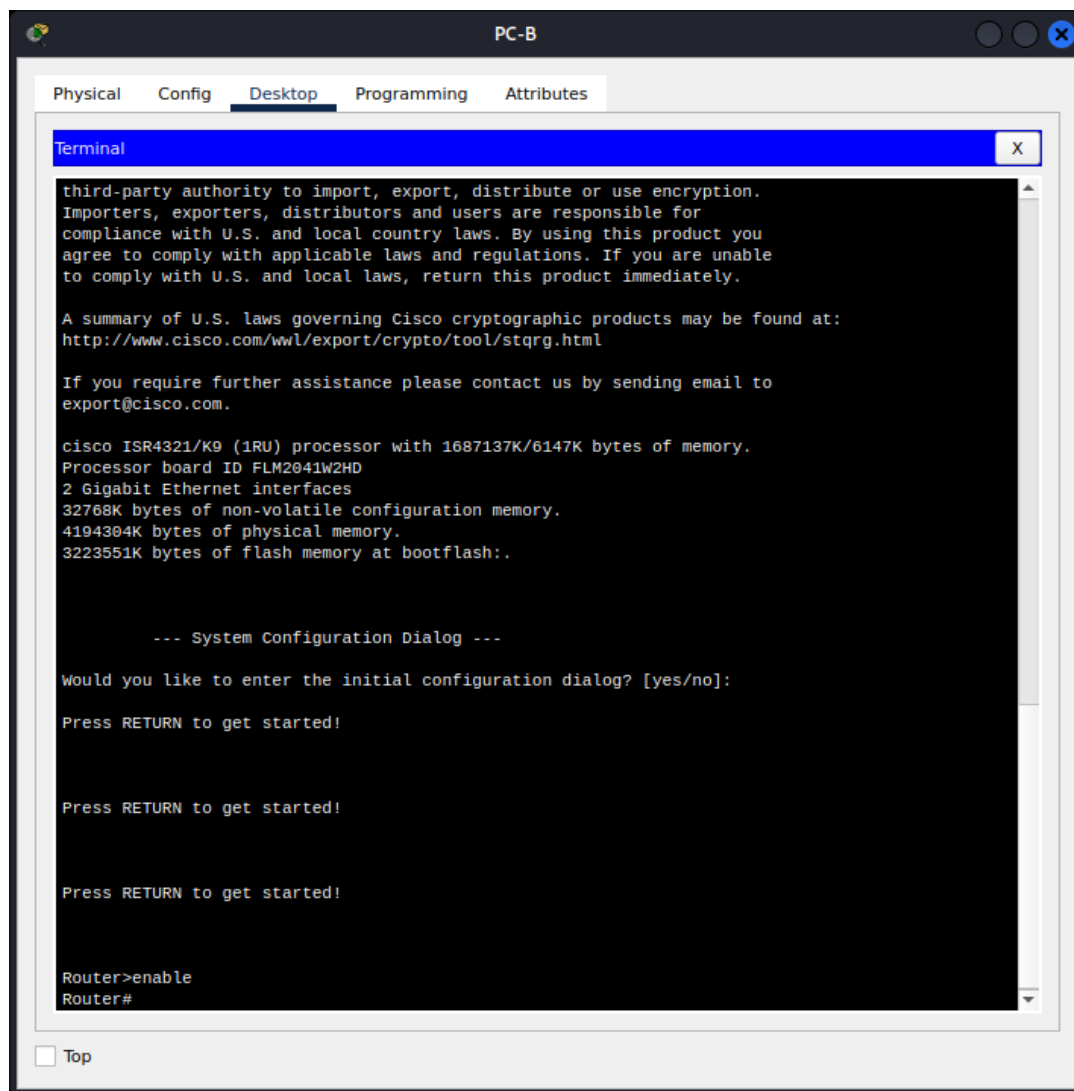 PC-B
Physical Config Desktop Programming Attributes
Terminal X
third-party authority to import, export, distribute or use encryption.
Importers, exporters, distributors and users are responsible for
compliance with U.S. and local country laws. By using this product you
agree to comply with applicable laws and regulations. If you are unable
to comply with U.S. and local laws, return this product immediately.
A summary of U.S. laws governing Cisco cryptographic products may be found at:
http://www.cisco.com/wwl/export/crypto/tool/stqrg.html
If you require further assistance please contact us by sending email to
export@cisco.com.
cisco ISR4321/K9 (1RU) processor with 1687137K/6147K bytes of memory.
Processor board ID FLM2041W2HD
2 Gigabit Ethernet interfaces
32768K bytes of non-volatile configuration memory.
4194304K bytes of physical memory.
3223551K bytes of flash memory at bootflash:.
--- System Configuration Dialog ---
Would you like to enter the initial configuration dialog? [yes/no]:
Press RETURN to get started!
Press RETURN to get started!
Press RETURN to get started!
Router>enable
Router#
Top